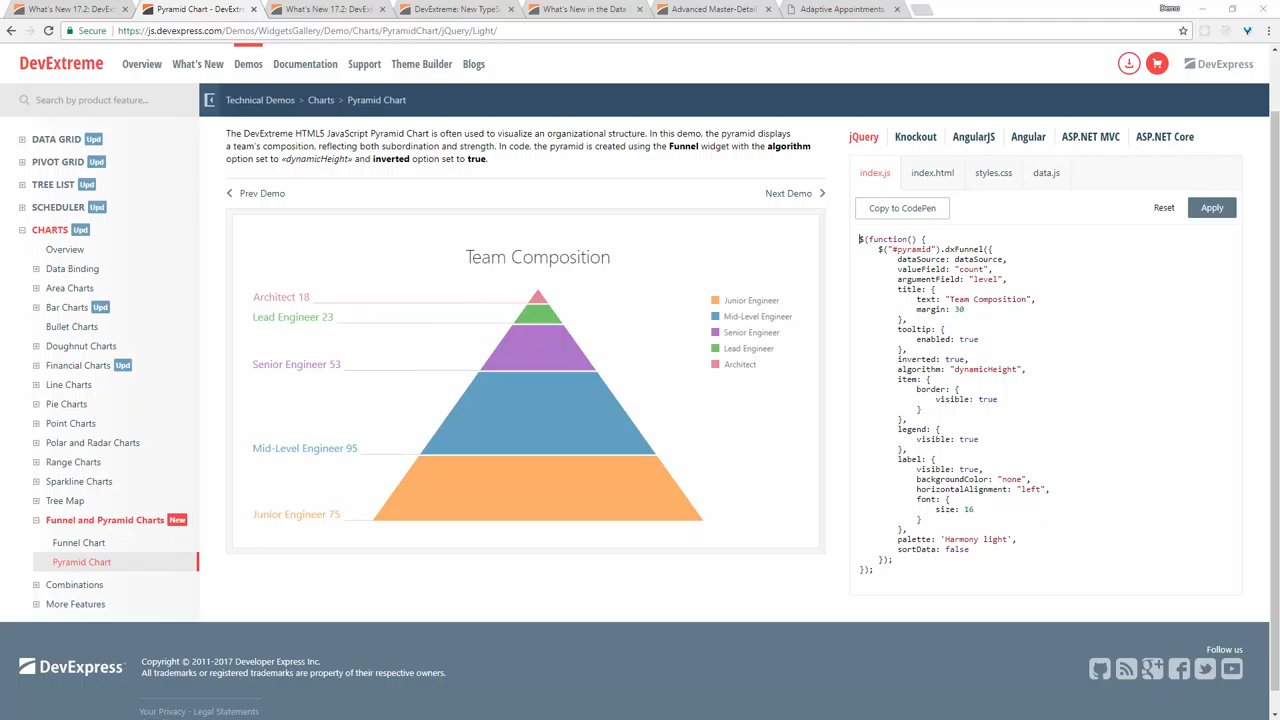 What's New 17.2: DevEx
Pyramid Chart - DevExtre
What's New 17.2: DevExt
DevExtreme: New TypeS
What's New in the Data
Advanced Master-Detail
Adaptive Appointments
Demo
Secure
https://js.devexpress.com/Demos/WidgetsGallery/Demo/Charts/PyramidChart/jQuery/Light/
DevExtreme
Overview
What's New
Demos
Documentation
Support
Theme Builder
Blogs
DevExpress
Search by product feature...
Technical Demos > Charts > Pyramid Chart
DATA GRID Upd
PIVOT GRID Upd
TREE LIST Upd
SCHEDULER Upd
CHARTS Upd
Overview
Data Binding
Area Charts
Bar Charts Upd
Bullet Charts
Doughnut Charts
Financial Charts Upd
Line Charts
Pie Charts
Point Charts
Polar and Radar Charts
Range Charts
Sparkline Charts
Tree Map
Funnel and Pyramid Charts New
Funnel Chart
Pyramid Chart
Combinations
More Features
The DevExtreme HTML5 JavaScript Pyramid Chart is often used to visualize an organizational structure. In this demo, the pyramid displays
a team's composition, reflecting both subordination and strength. In code, the pyramid is created using the Funnel widget with the algorithm
option set to «dynamicHeight» and inverted option set to true.
Prev Demo
Next Demo
Team Composition
Architect 18
Lead Engineer 23
Senior Engineer 53
Mid-Level Engineer 95
Junior Engineer 75
Junior Engineer
Mid-Level Engineer
Senior Engineer
Lead Engineer
Architect
jQuery
Knockout
AngularJS
Angular
ASP.NET MVC
ASP.NET Core
index.js
index.html
styles.css
data.js
Copy to CodePen
Reset
Apply
$(function() {
$("#pyramid").dxFunnel({
dataSource: dataSource,
valueField: "count",
argumentField: "level",
title: {
text: "Team Composition",
margin: 30
},
tooltip: {
enabled: true
},
inverted: true,
algorithm: "dynamicHeight",
item: {
border: {
visible: true
}
},
legend: {
visible: true
},
label: {
visible: true,
backgroundColor: "none",
horizontalAlignment: "left",
font: {
size: 16
}
},
palette: 'Harmony light',
sortData: false
});
});
DevExpress
Copyright © 2011-2017 Developer Express Inc.
All trademarks or registered trademarks are property of their respective owners.
Follow us
Your Privacy - Legal Statements